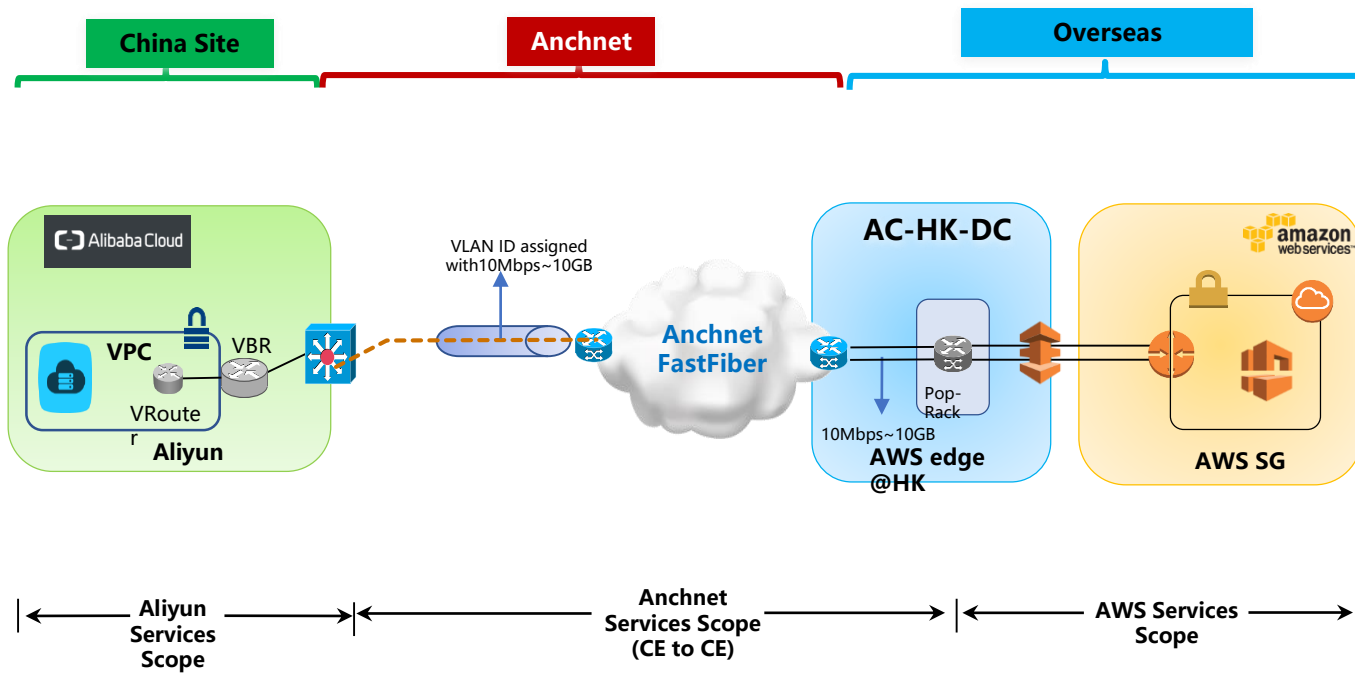 China Site
Anchnet
Overseas
Alibaba Cloud
VLAN ID assigned
with10Mbps~10GB
AC-HK-DC
amazon
webservices™
VPC
VBR
VRoute
r
Aliyun
Anchnet
FastFiber
Pop-
Rack
10Mbps~10GB
AWS edge
@HK
AWS SG
Aliyun
Services
Scope
Anchnet
Services Scope
(CE to CE)
AWS Services
Scope